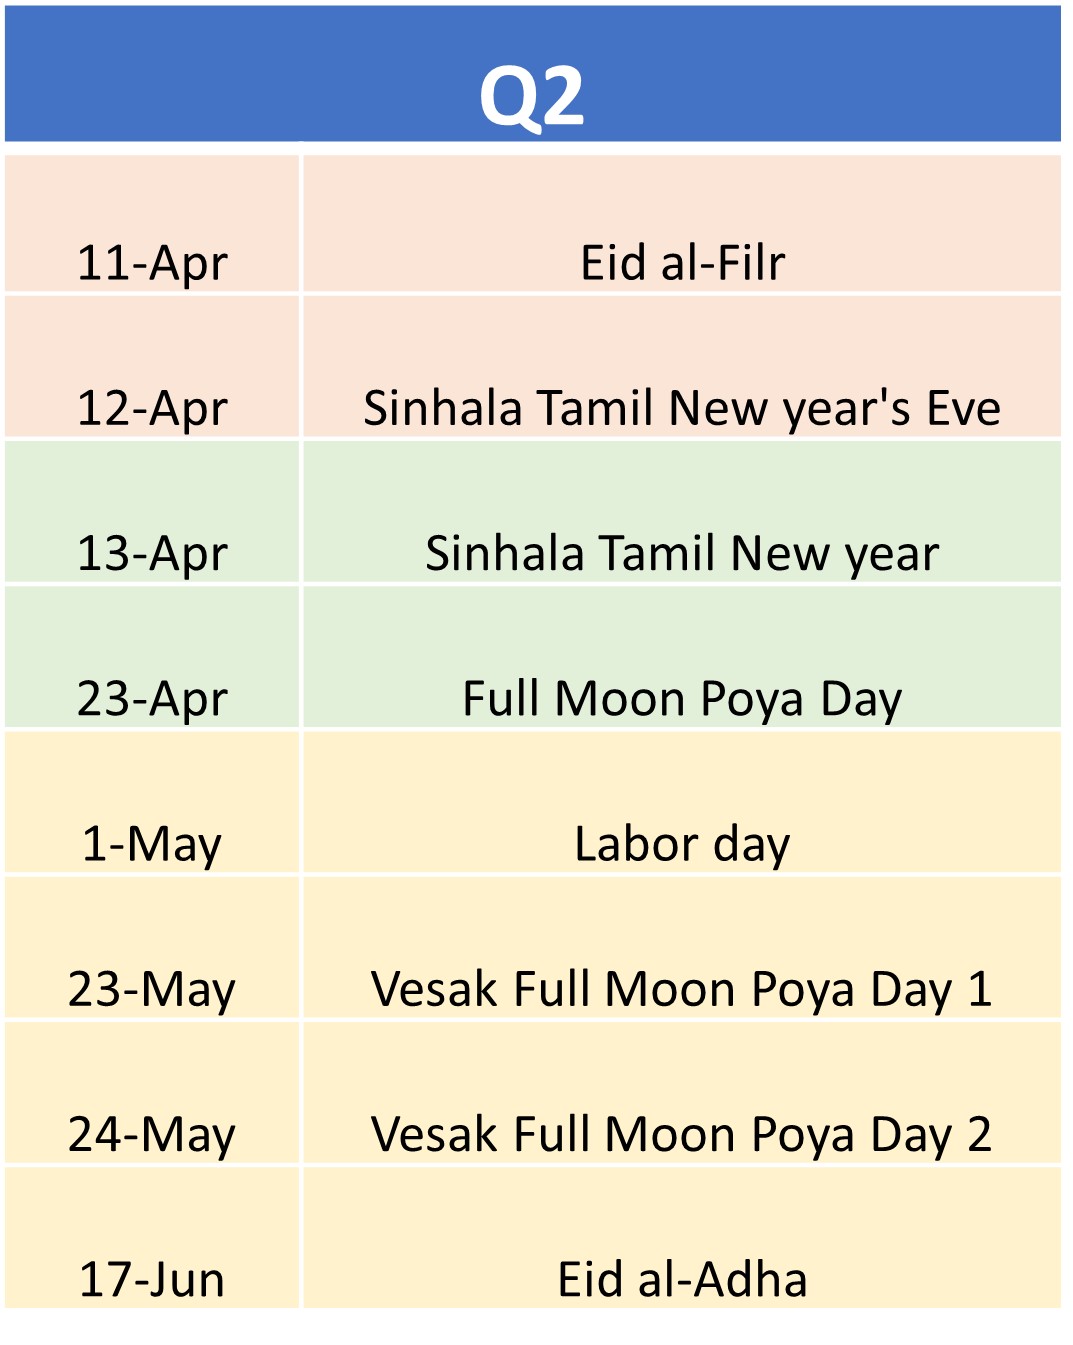 Q2
11-Apr Eid al-Filr
12-Apr Sinhala Tamil New year's Eve
13-Apr Sinhala Tamil New year
23-Apr Full Moon Poya Day
1-May Labor day
23-May Vesak Full Moon Poya Day 1
24-May Vesak Full Moon Poya Day 2
17-Jun Eid al-Adha